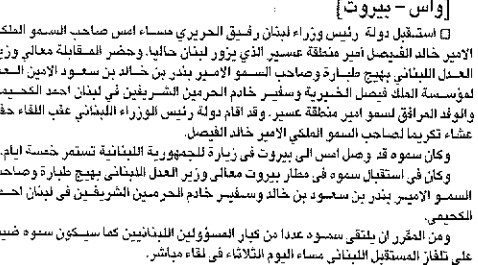 [واس - بيروت]
□ استقبل دولة رئيس وزراء لبنان رفيق الحريري مساء امس صاحب السمو الملكي
الامير خالد الفيصل امير منطقة عسير الذي يزور لبنان حاليا. وحضر المقابلة معالي وزير
العدل اللبناني بهيج طبارة وصاحب السمو الامير بندر بن خالد بن سعود الامين
لمؤسسة الملك فيصل الخيرية وسفير خادم الحرمين الشريفين في لبنان احمد الكحيمي
والوفد المرافق لسمو امير منطقة عسير. وقد اقام دولة رئيس الوزراء اللبناني عقب اللقاء
عشاء تكريما لصاحب السمو الملكي الامير خالد الفيصل.
وكان سموه قد وصل امس الى بيروت في زيارة للجمهورية اللبنانية تستمر خمسة ايام.
وكان في استقبال سموه في مطار بيروت معالي وزير العدل اللبناني بهيج طبارة وصاحب
السمو الامير بندر بن سعود بن خالد وسفير خادم الحرمين الشريفين في لبنان
الكحيمي.
ومن المقرر ان يلتقى سموه عددا من كبار المسؤولين اللبنانيين كما سيكون سموه
على تلفاز المستقبل اللبناني مساء اليوم الثلاثاء في لقاء مباشر.